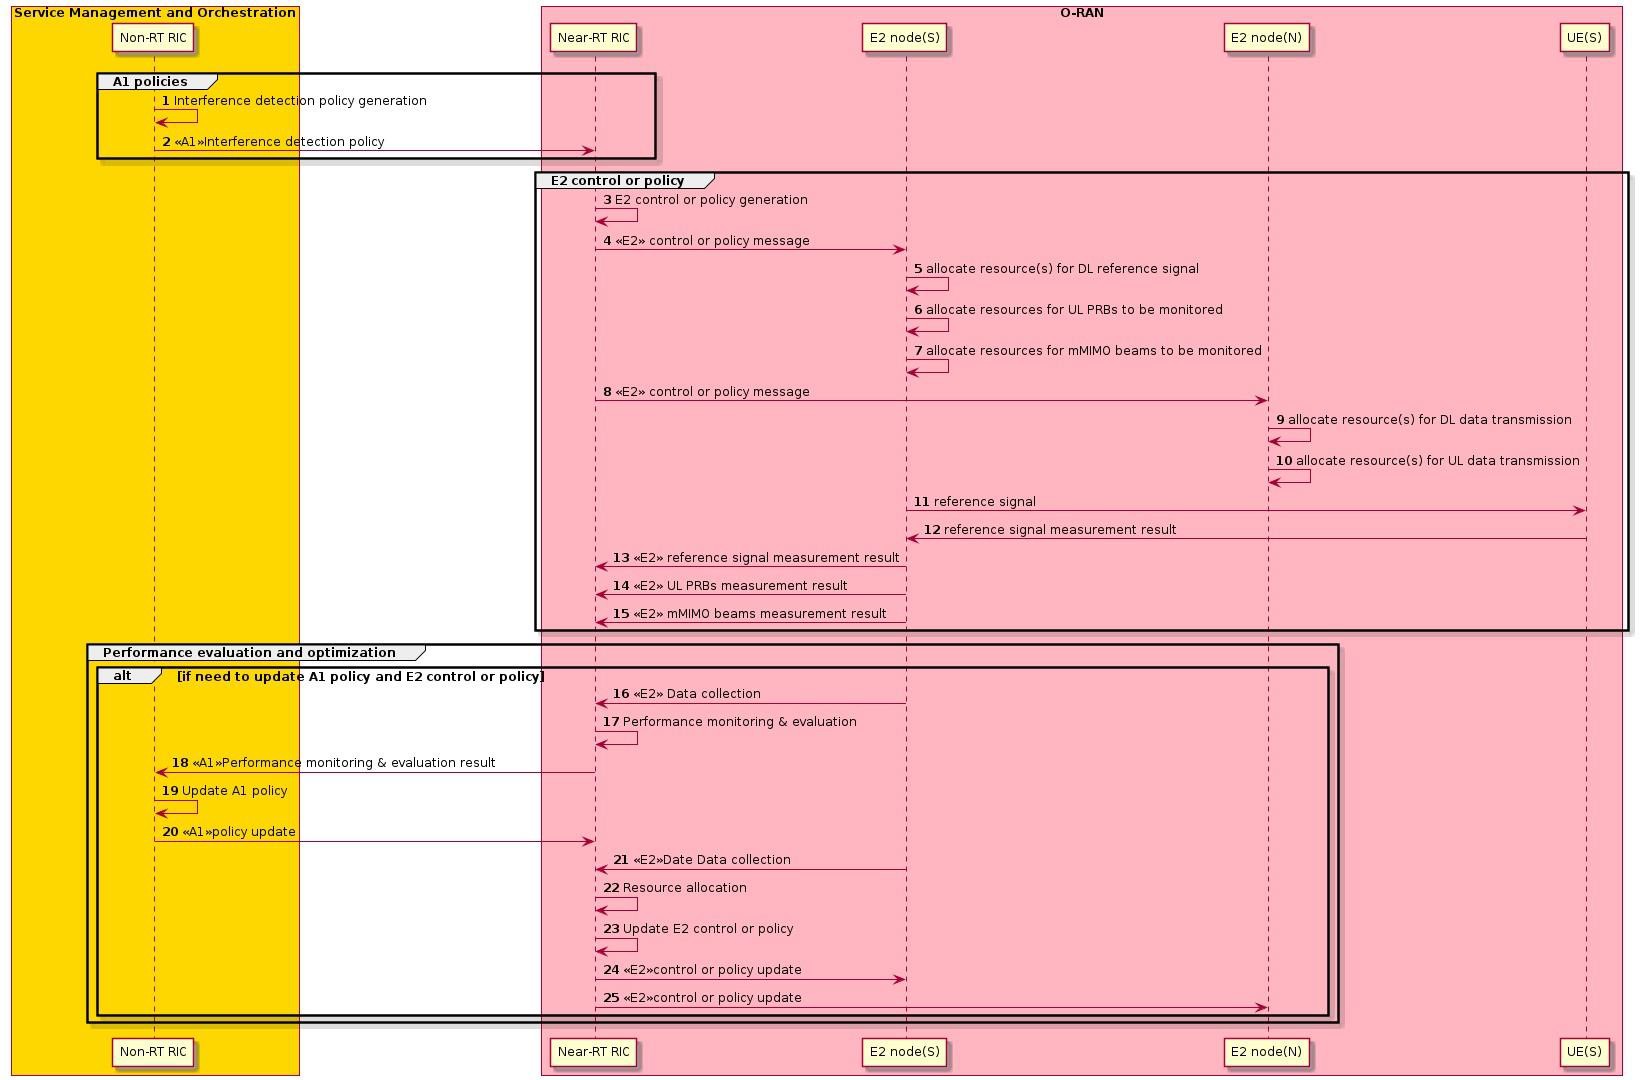 Service Management and Orchestration
O-RAN
Non-RT RIC
Near-RT RIC
E2 node(S)
E2 node(N)
UE(S)
A1 policies
1 Interference detection policy generation
2 «A1»Interference detection policy
E2 control or policy
3 E2 control or policy generation
4 «E2» control or policy message
5 allocate resource(s) for DL reference signal
6 allocate resources for UL PRBs to be monitored
7 allocate resources for mMIMO beams to be monitored
8 «E2» control or policy message
9 allocate resource(s) for DL data transmission
10 allocate resource(s) for UL data transmission
11 reference signal
12 reference signal measurement result
13 «E2» reference signal measurement result
14 «E2» UL PRBs measurement result
15 «E2» mMIMO beams measurement result
Performance evaluation and optimization
alt [if need to update A1 policy and E2 control or policy]
16 «E2» Data collection
17 Performance monitoring & evaluation
18 «A1»Performance monitoring & evaluation result
19 Update A1 policy
20 «A1»policy update
21 «E2»Date Data collection
22 Resource allocation
23 Update E2 control or policy
24 «E2»control or policy update
25 «E2»control or policy update
Non-RT RIC
Near-RT RIC
E2 node(S)
E2 node(N)
UE(S)